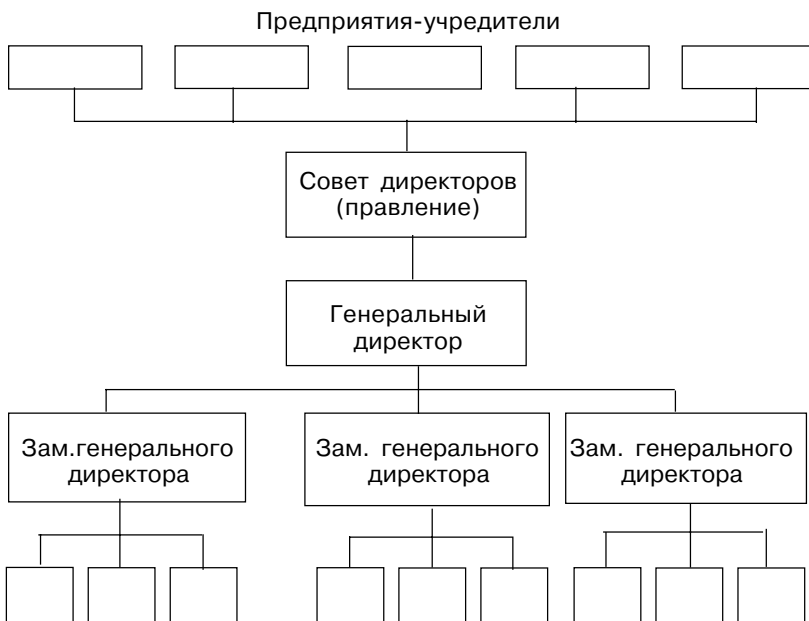 Предприятия-учредители
Совет директоров
(правление)
Генеральный
директор
Зам.генерального
директора
Зам. генерального
директора
Зам. генерального
директора